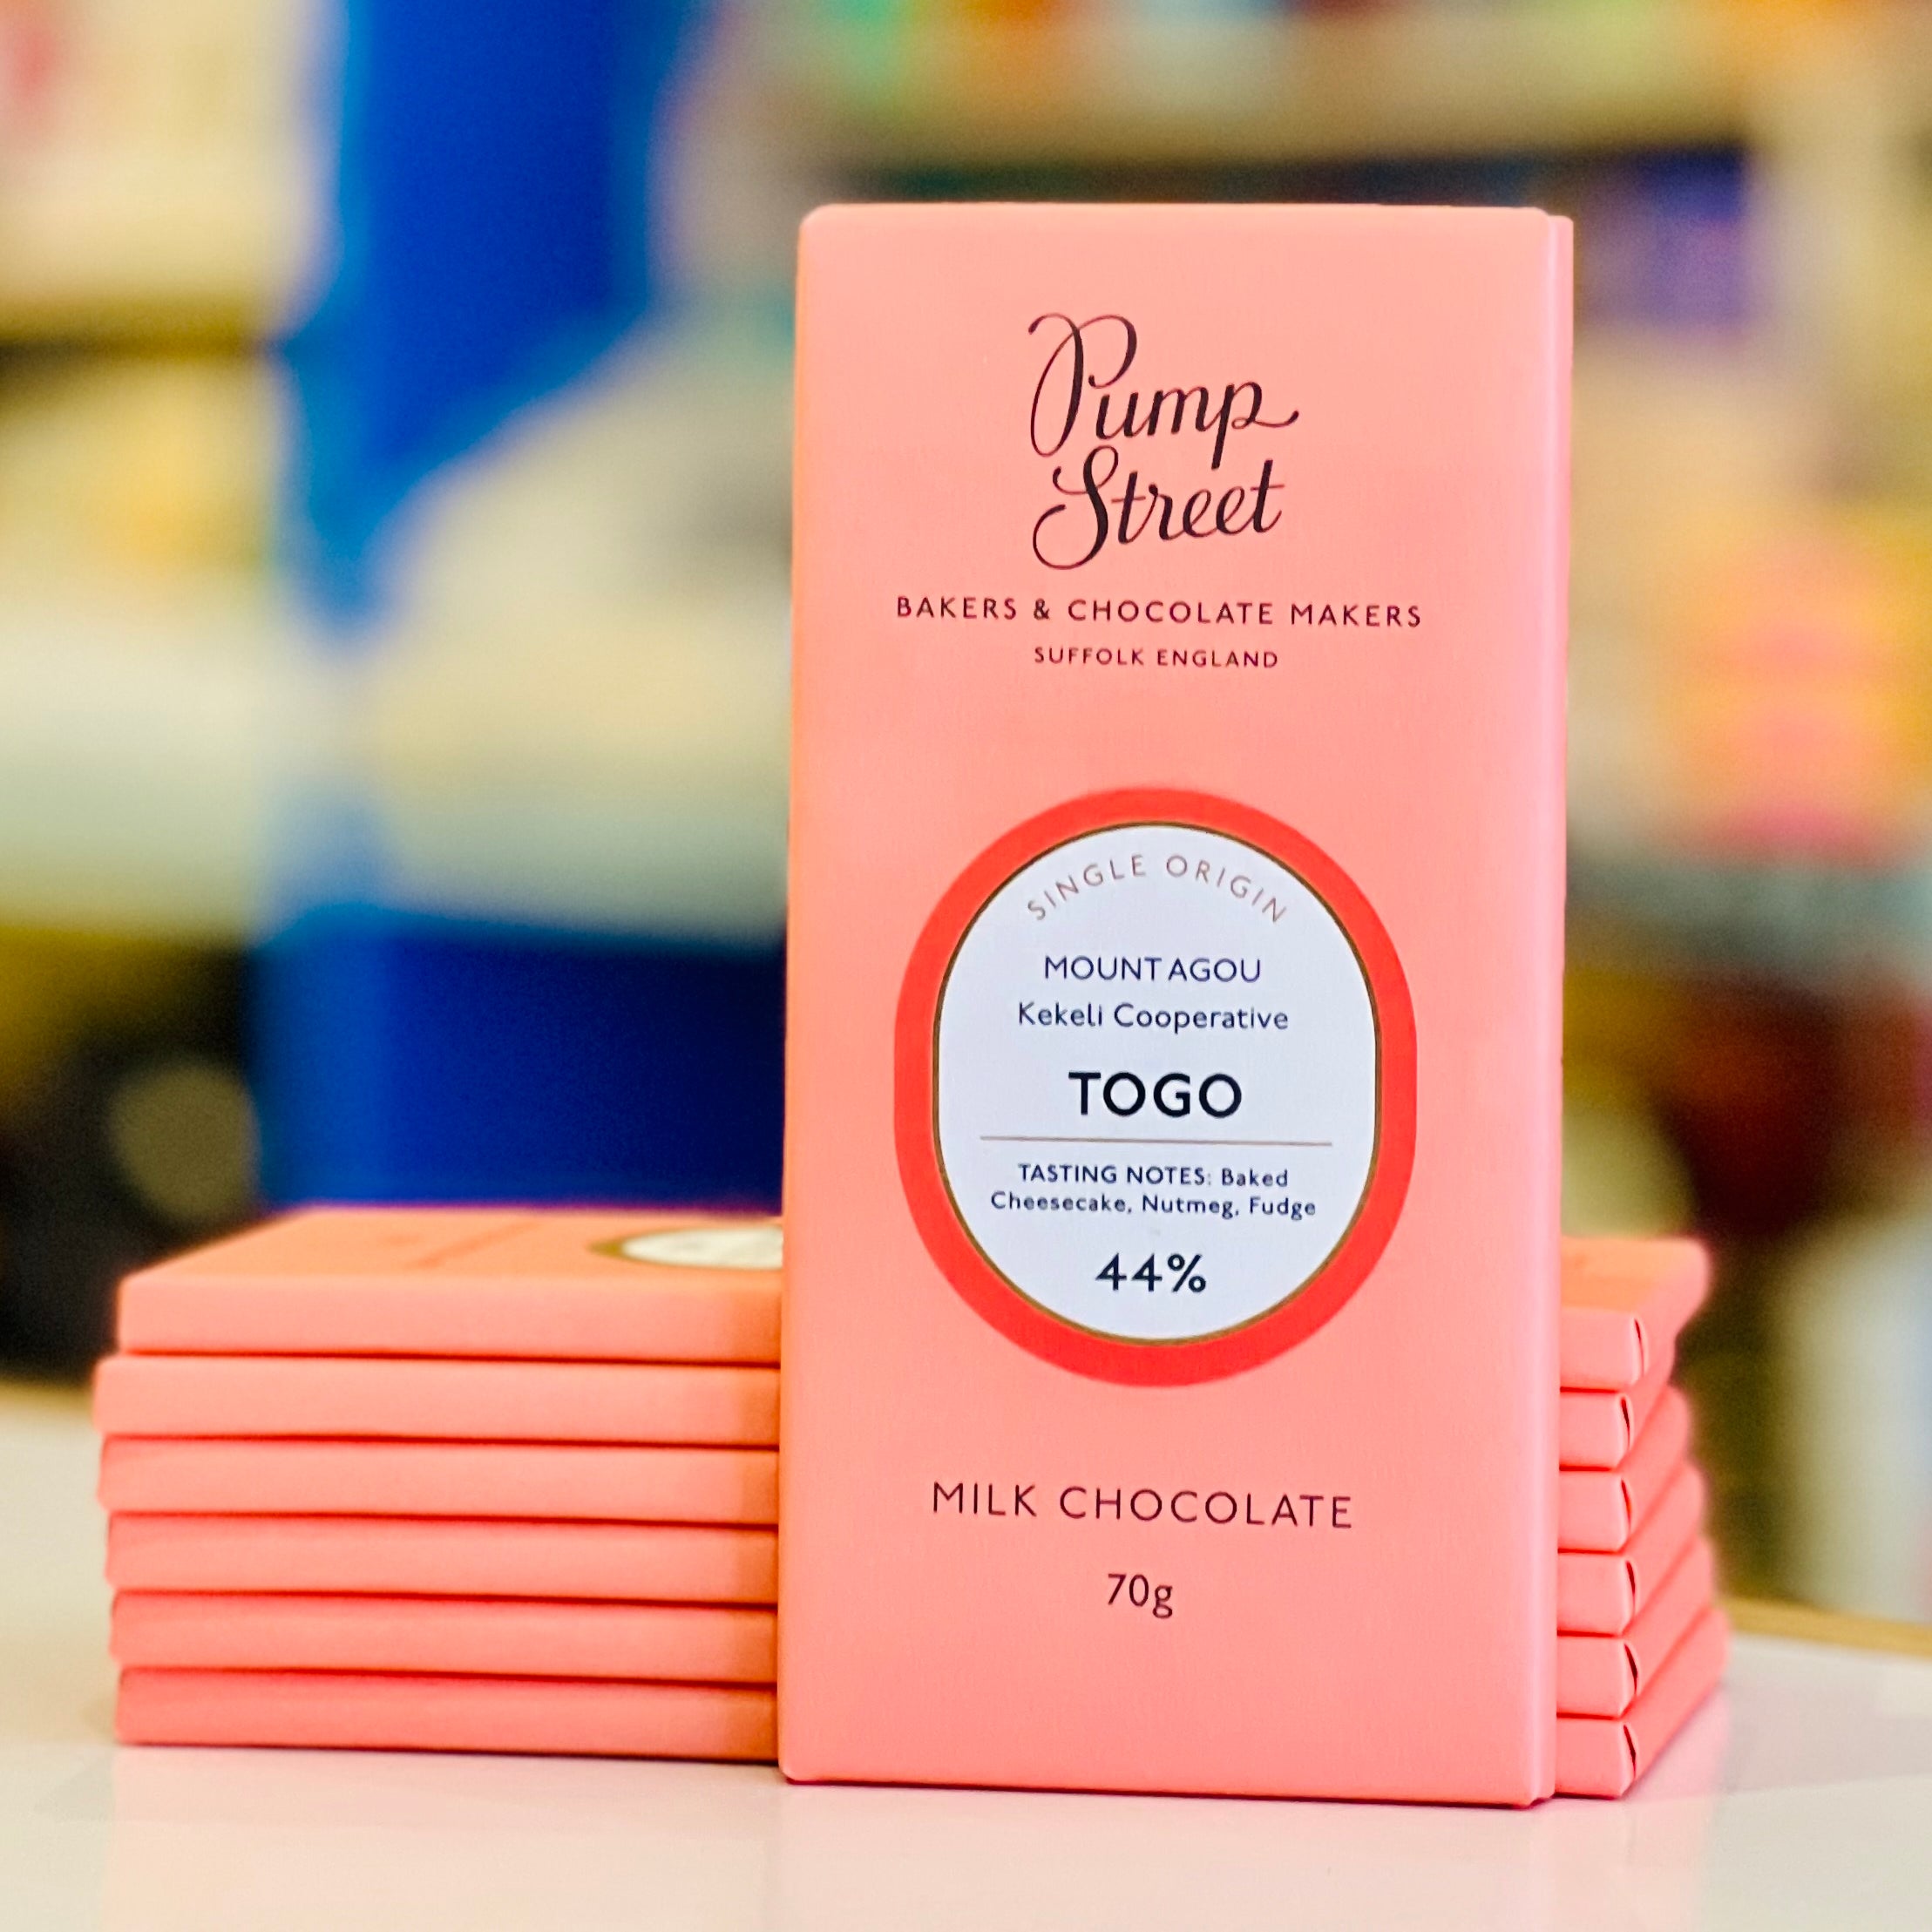 Pump
Street
BAKERS & CHOCOLATE MAKERS
SUFFOLK ENGLAND
SINGLE ORIGIN
MOUNT AGOU
Kekeli Cooperative
TOGO
TASTING NOTES: Baked
Cheesecake, Nutmeg, Fudge
44%
MILK CHOCOLATE
70g